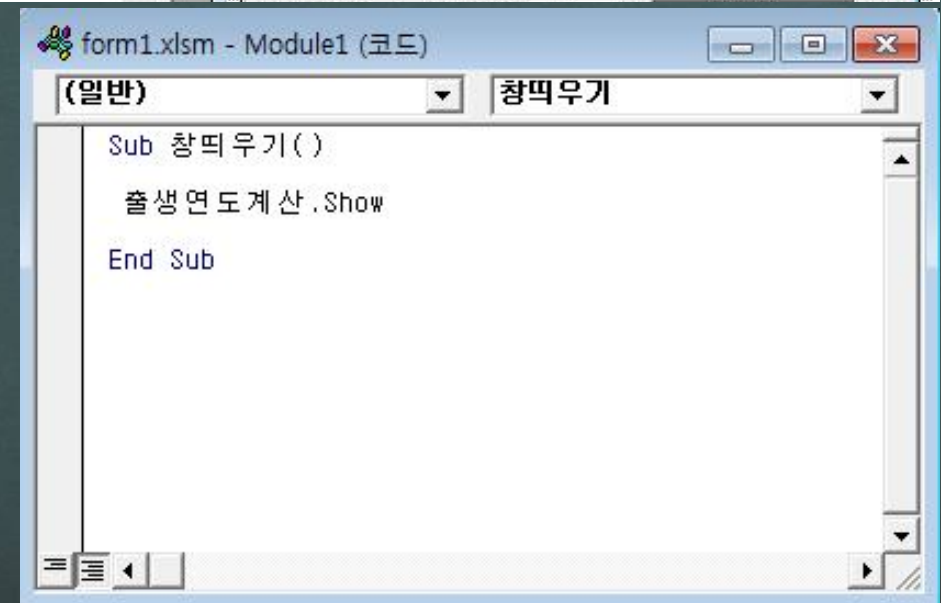 form1.xlsm - Module1 (코드)
(일반) 창띄우기
Sub 창띄우기()
출생연도계산.Show
End Sub